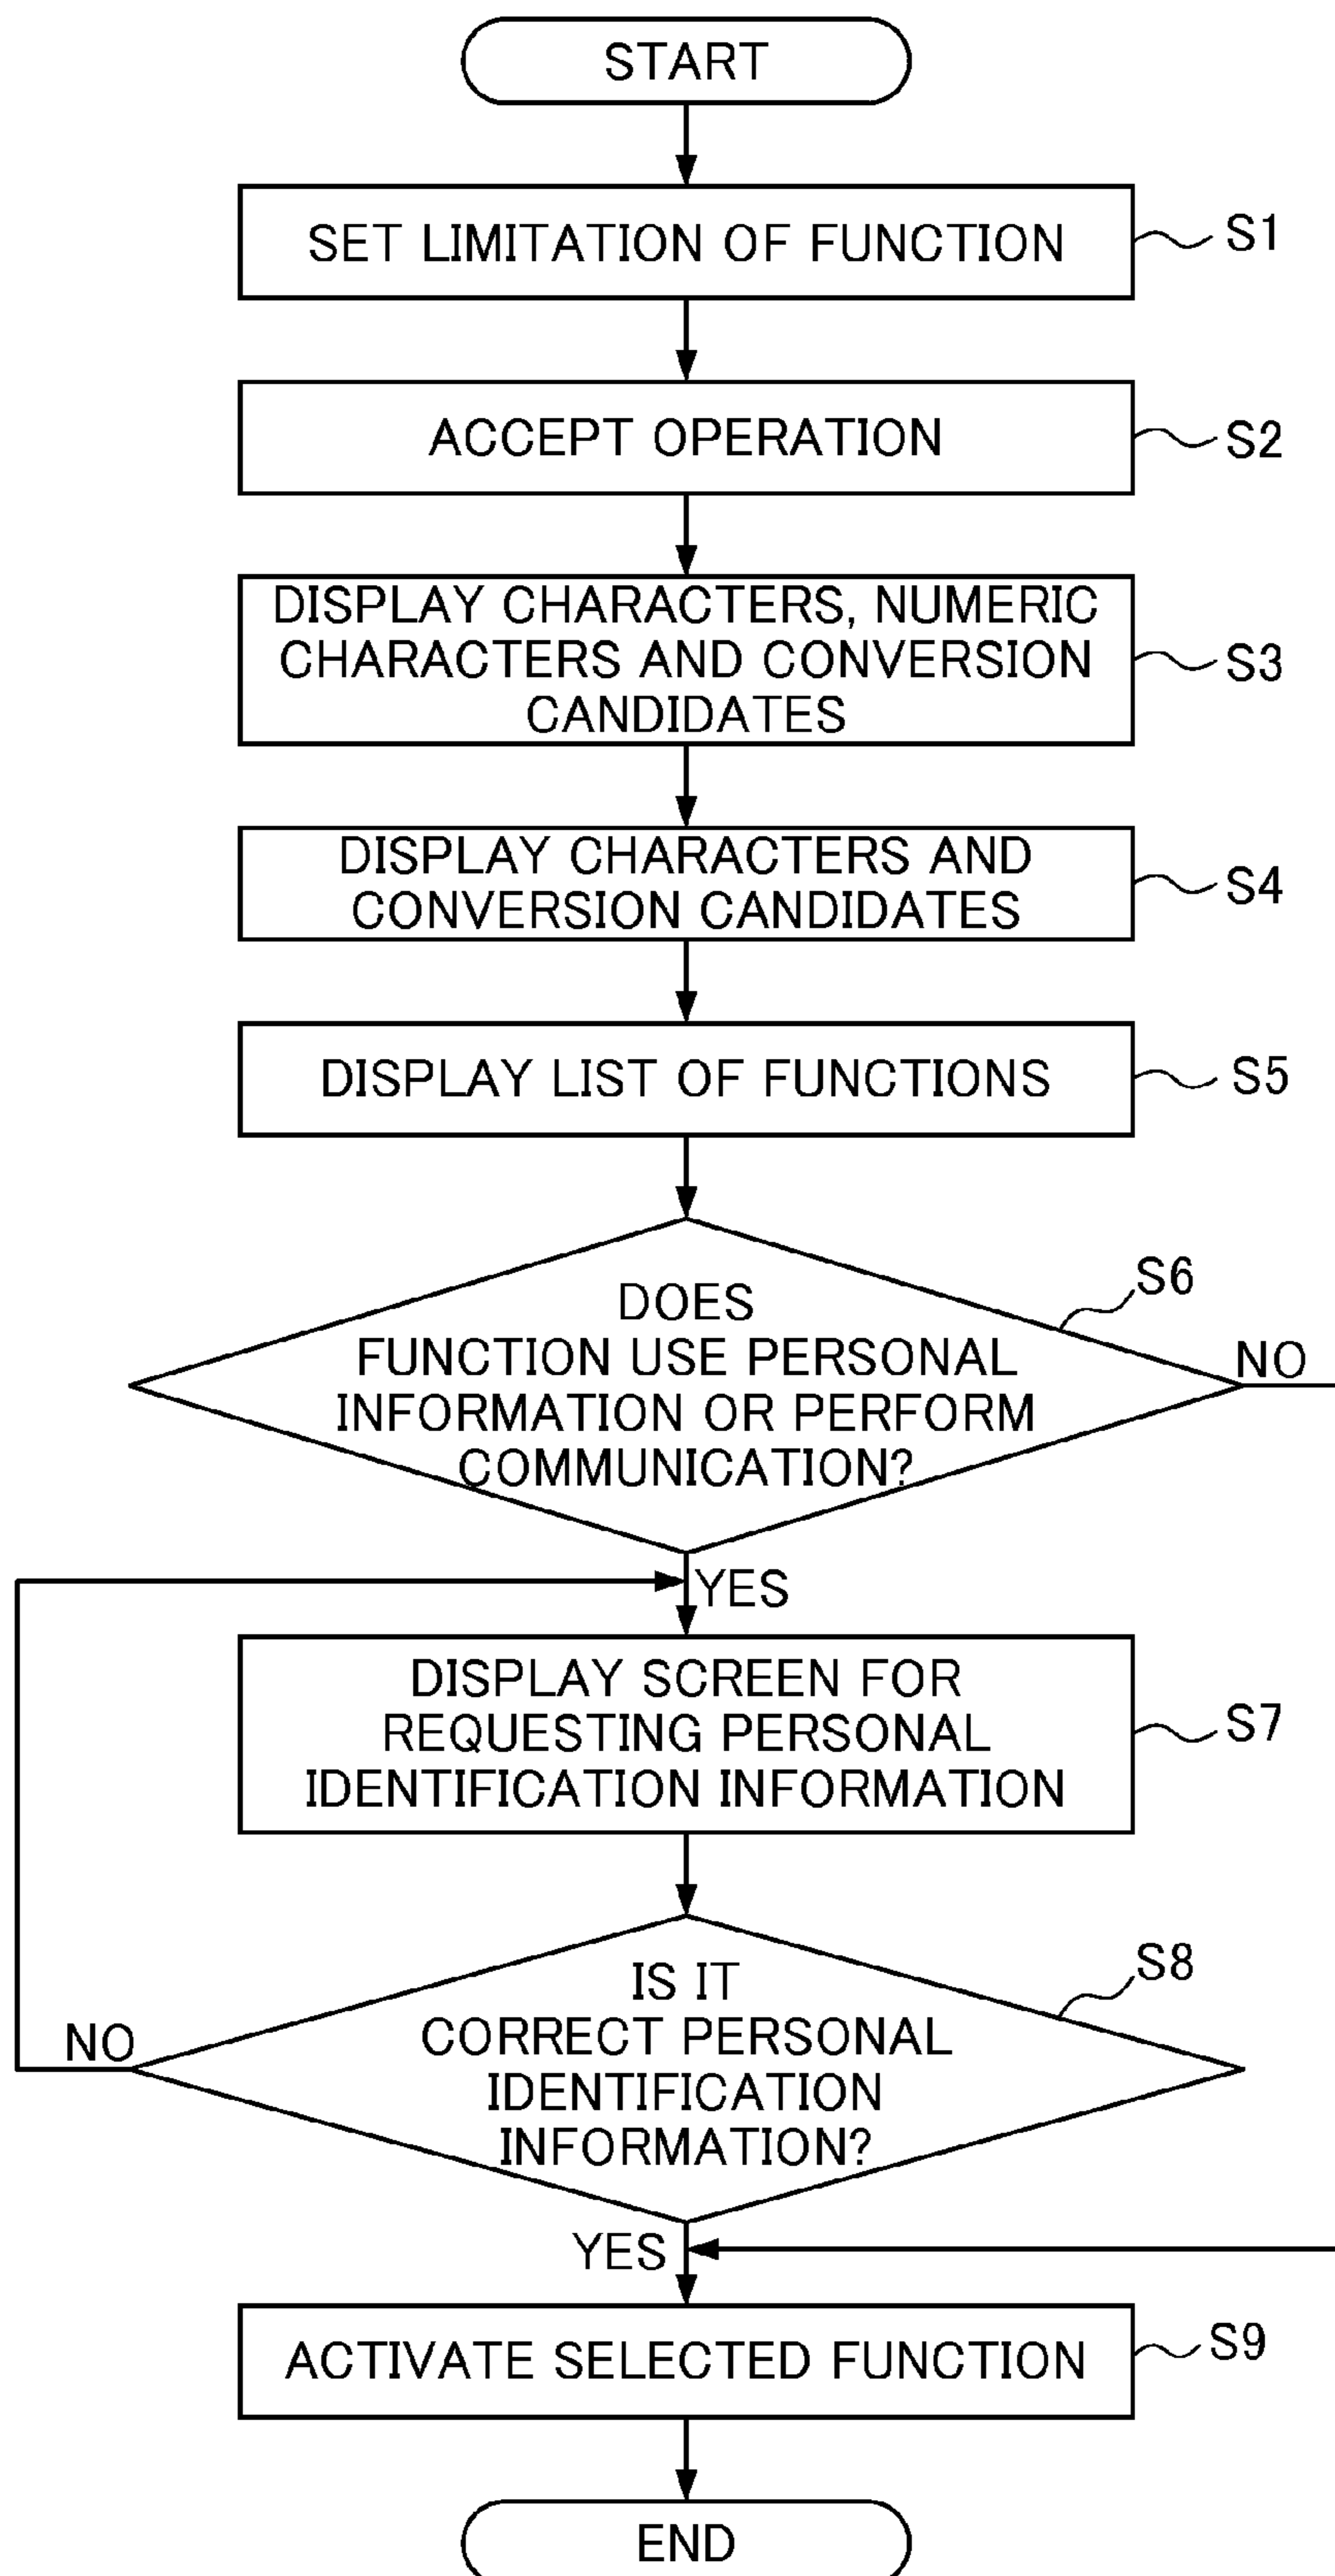 START
SET LIMITATION OF FUNCTION
S1
ACCEPT OPERATION
S2
DISPLAY CHARACTERS, NUMERIC
CHARACTERS AND CONVERSION
CANDIDATES
S3
DISPLAY CHARACTERS AND
CONVERSION CANDIDATES
S4
DISPLAY LIST OF FUNCTIONS
S5
DOES
FUNCTION USE PERSONAL
INFORMATION OR PERFORM
COMMUNICATION?
S6
NO
YES
DISPLAY SCREEN FOR
REQUESTING PERSONAL
IDENTIFICATION INFORMATION
S7
IS IT
CORRECT PERSONAL
IDENTIFICATION
INFORMATION?
S8
NO
YES
ACTIVATE SELECTED FUNCTION
S9
END